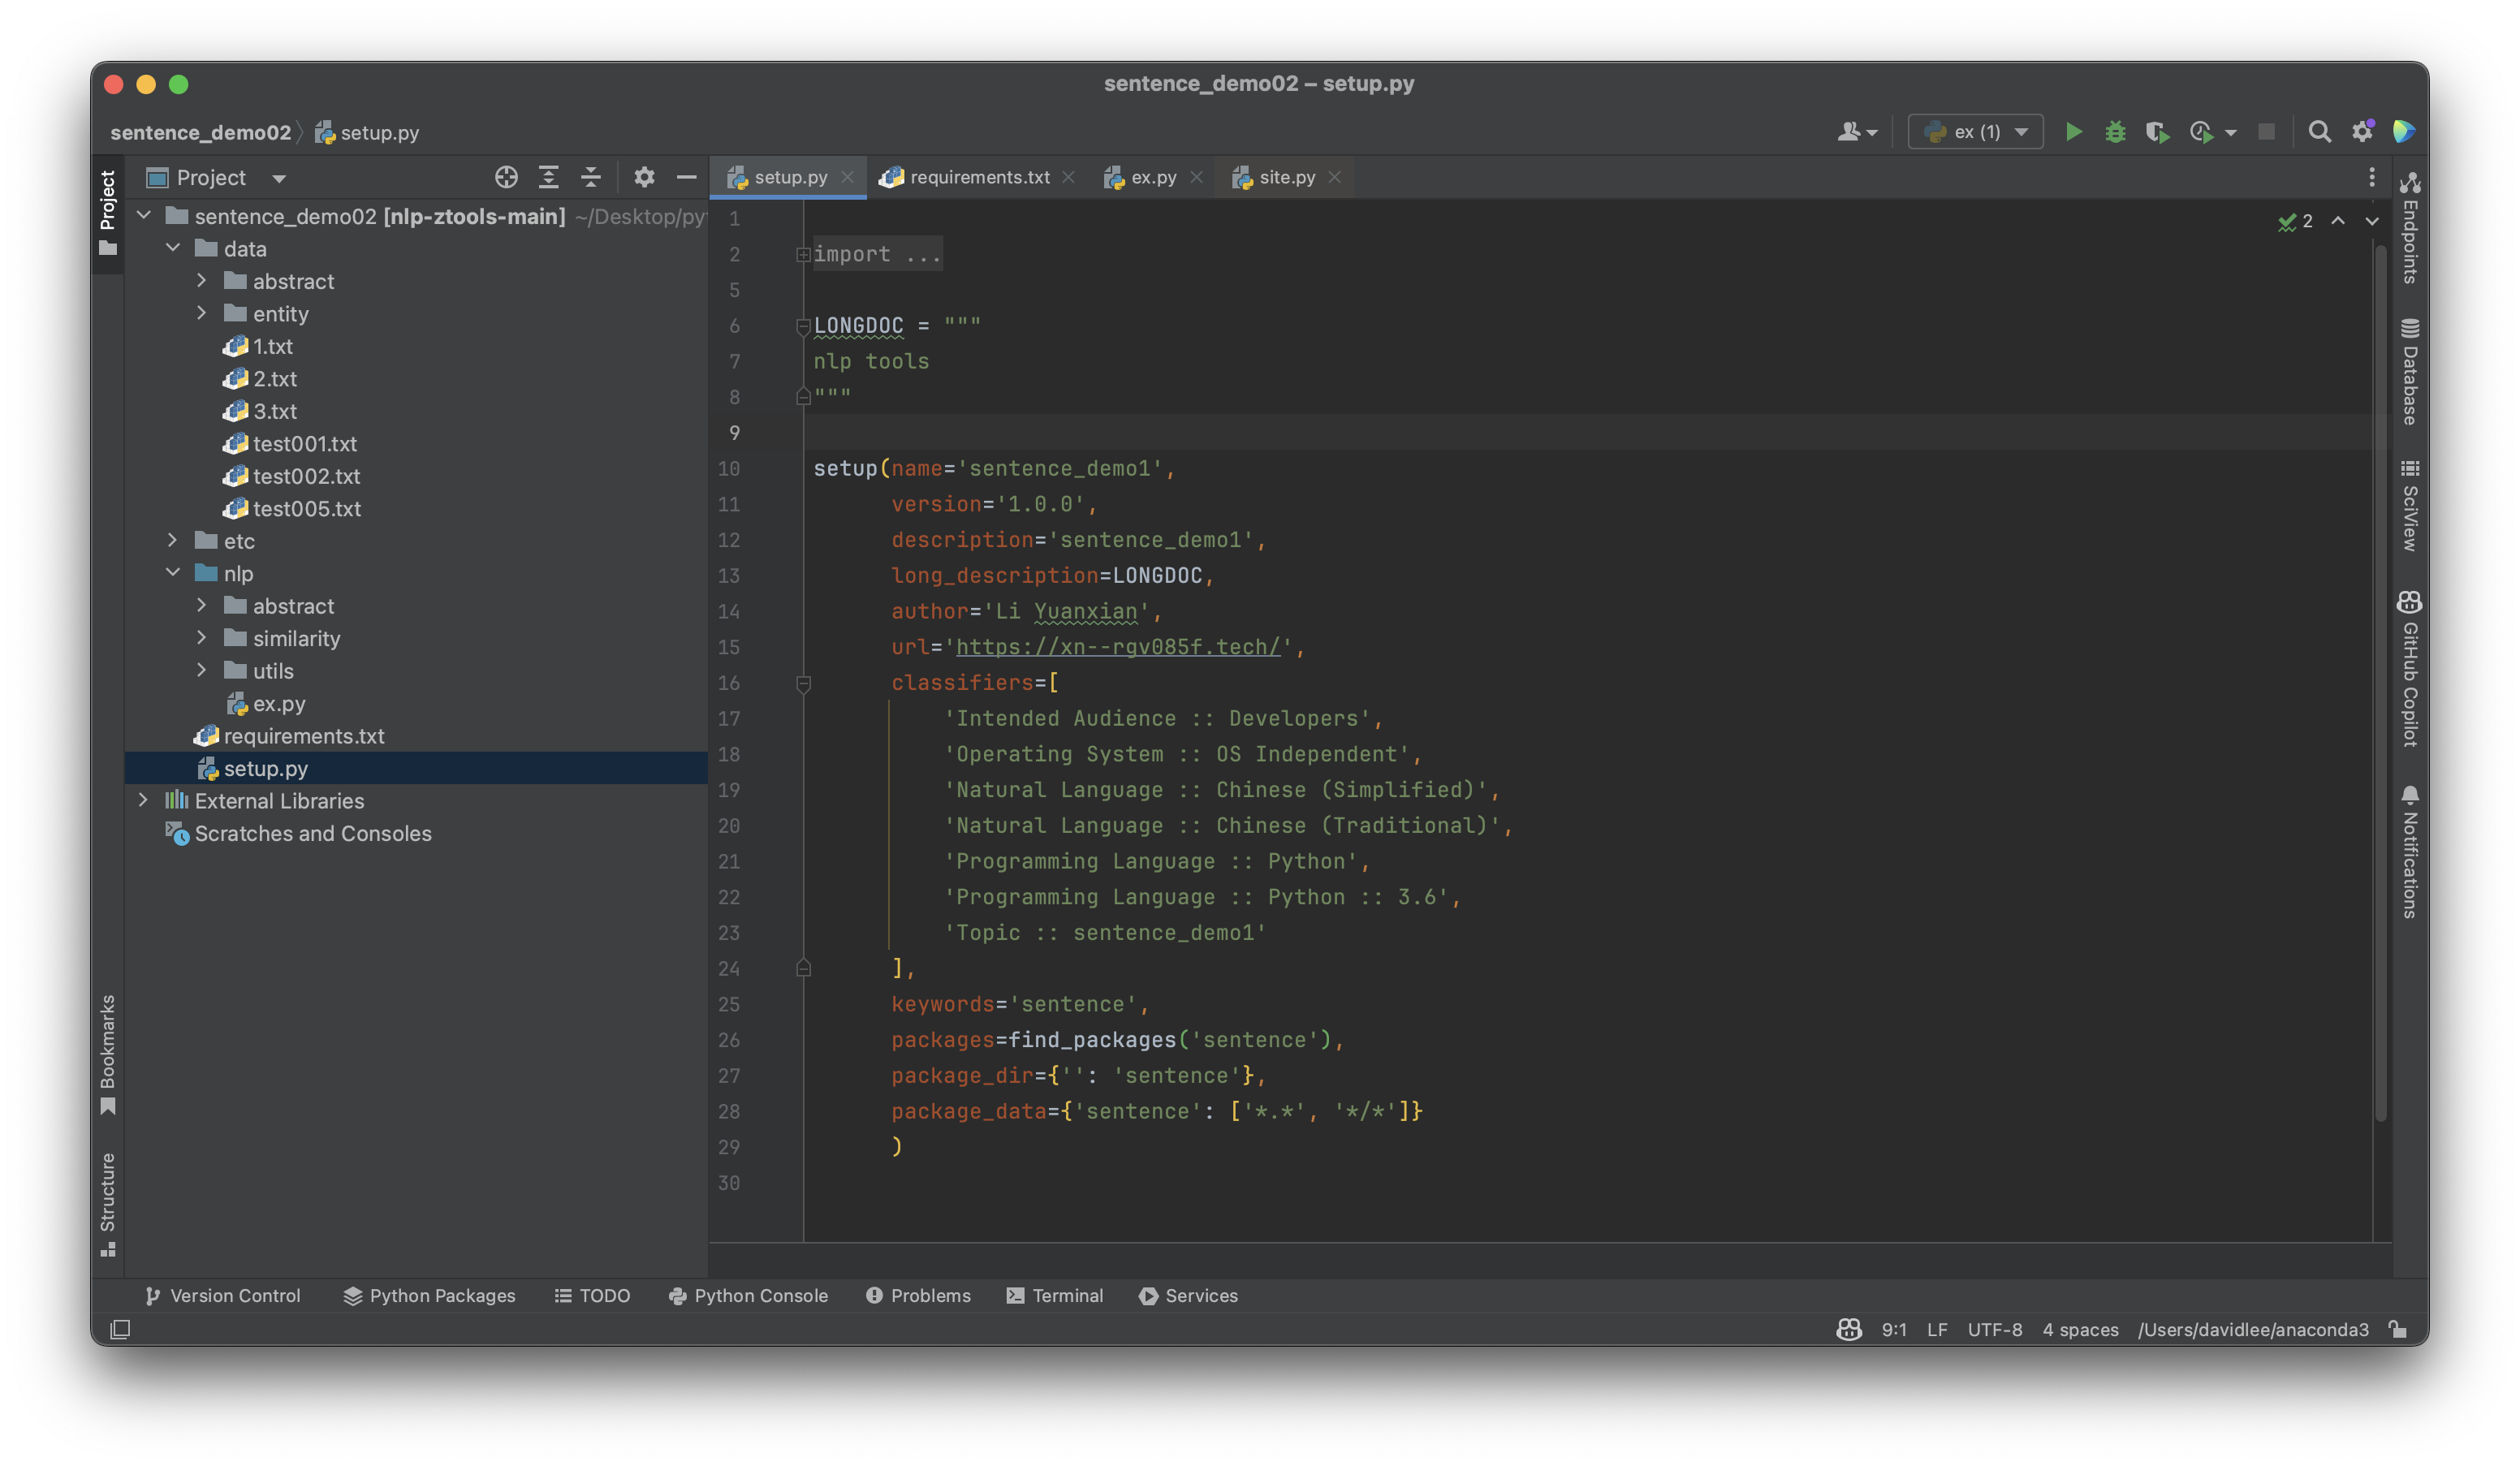 sentence_demo02 – setup.py
sentence_demo02
setup.py
ex (1)
Project
Project
setup.py
requirements.txt
ex.py
site.py
sentence_demo02 [nlp-ztools-main] ~/Desktop/py
data
abstract
entity
1.txt
2.txt
3.txt
test001.txt
test002.txt
test005.txt
etc
nlp
abstract
similarity
utils
ex.py
requirements.txt
setup.py
External Libraries
Scratches and Consoles
Bookmarks
Structure
1
2 import ...
5
6 LONGDOC = """
7 nlp tools
8 """
9
10 setup(name='sentence_demo1',
11 version='1.0.0',
12 description='sentence_demo1',
13 long_description=LONGDOC,
14 author='Li Yuanxian',
15 url='https://xn--rgv085f.tech/',
16 classifiers=[
17 'Intended Audience :: Developers',
18 'Operating System :: OS Independent',
19 'Natural Language :: Chinese (Simplified)',
20 'Natural Language :: Chinese (Traditional)',
21 'Programming Language :: Python',
22 'Programming Language :: Python :: 3.6',
23 'Topic :: sentence_demo1'
24 ],
25 keywords='sentence',
26 packages=find_packages('sentence'),
27 package_dir={'': 'sentence'},
28 package_data={'sentence': ['*.*', '*/*']}
29 )
30
2
Endpoints
Database
SciView
GitHub Copilot
Notifications
Version Control
Python Packages
TODO
Python Console
Problems
Terminal
Services
9:1
LF
UTF-8
4 spaces
/Users/davidlee/anaconda3